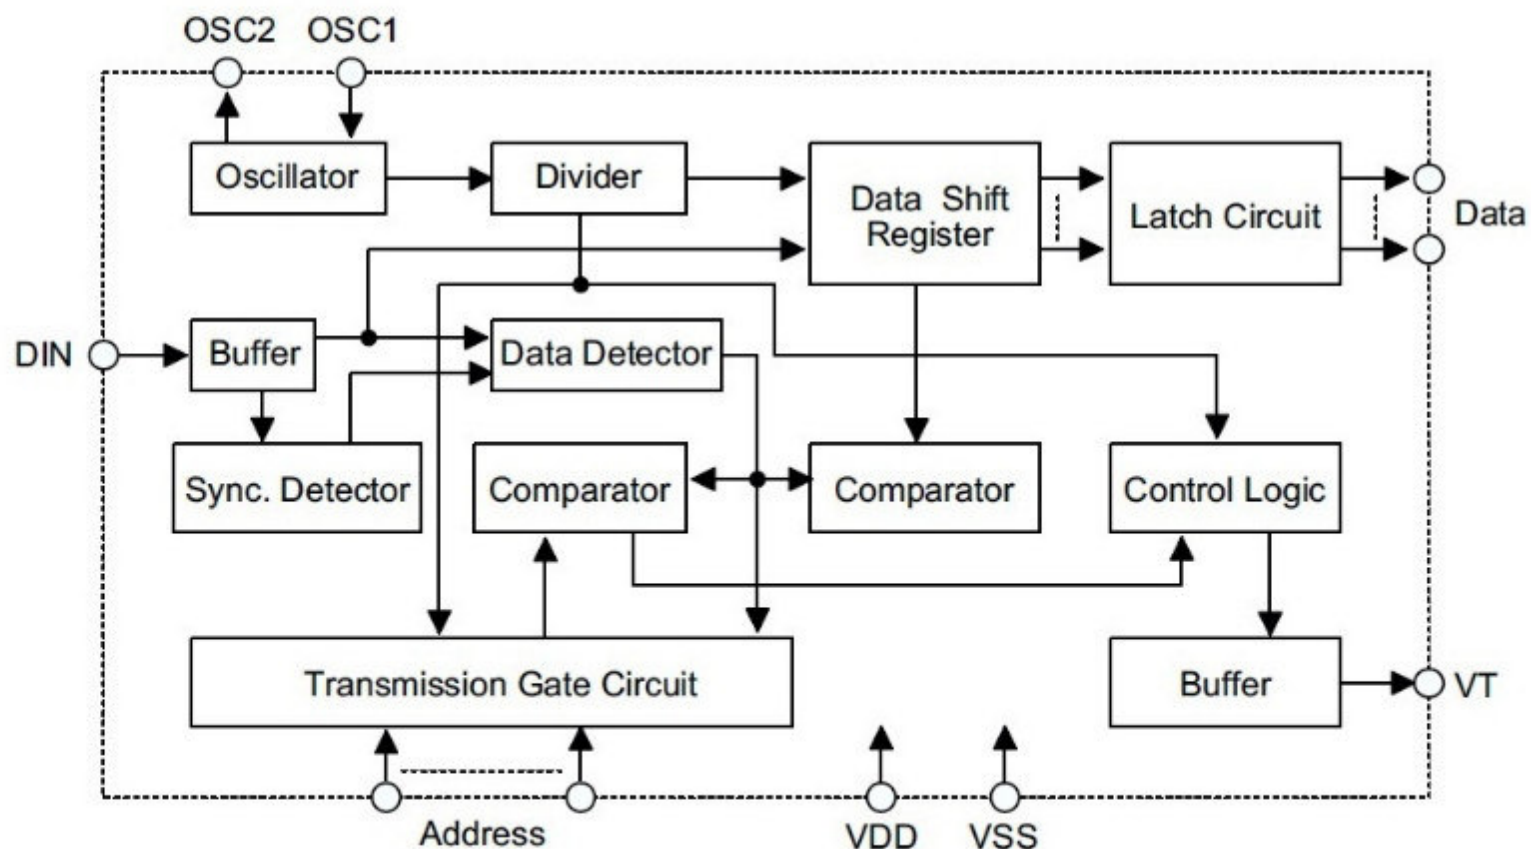 OSC2 OSC1
Oscillator
Divider
Data Shift
Register
Latch Circuit
Data
DIN
Buffer
Data Detector
Sync. Detector
Comparator
Comparator
Control Logic
Transmission Gate Circuit
Buffer
VT
Address
VDD
VSS